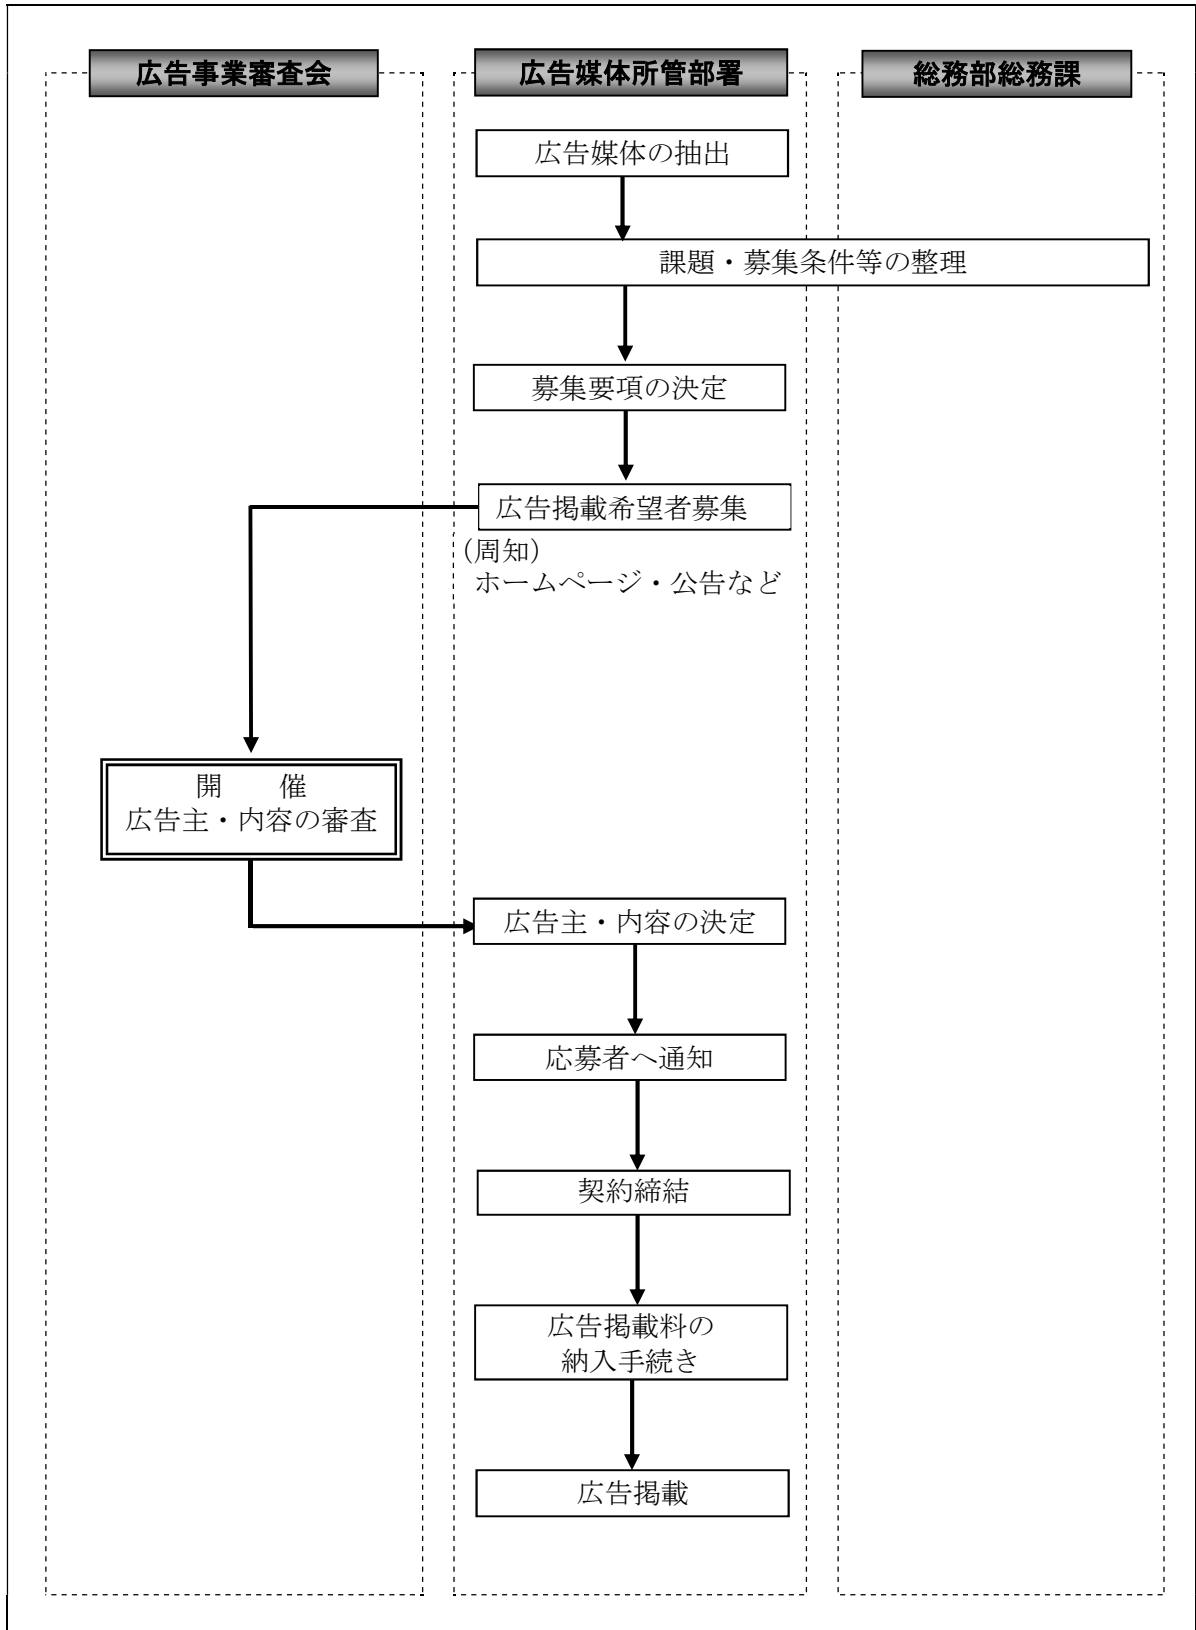 広告事業審査会
広告媒体所管部署
総務部総務課
広告媒体の抽出
課題・募集条件等の整理
募集要項の決定
広告掲載希望者募集
(周知)
ホームページ・公告など
開　　催
広告主・内容の審査
広告主・内容の決定
応募者へ通知
契約締結
広告掲載料の
納入手続き
広告掲載